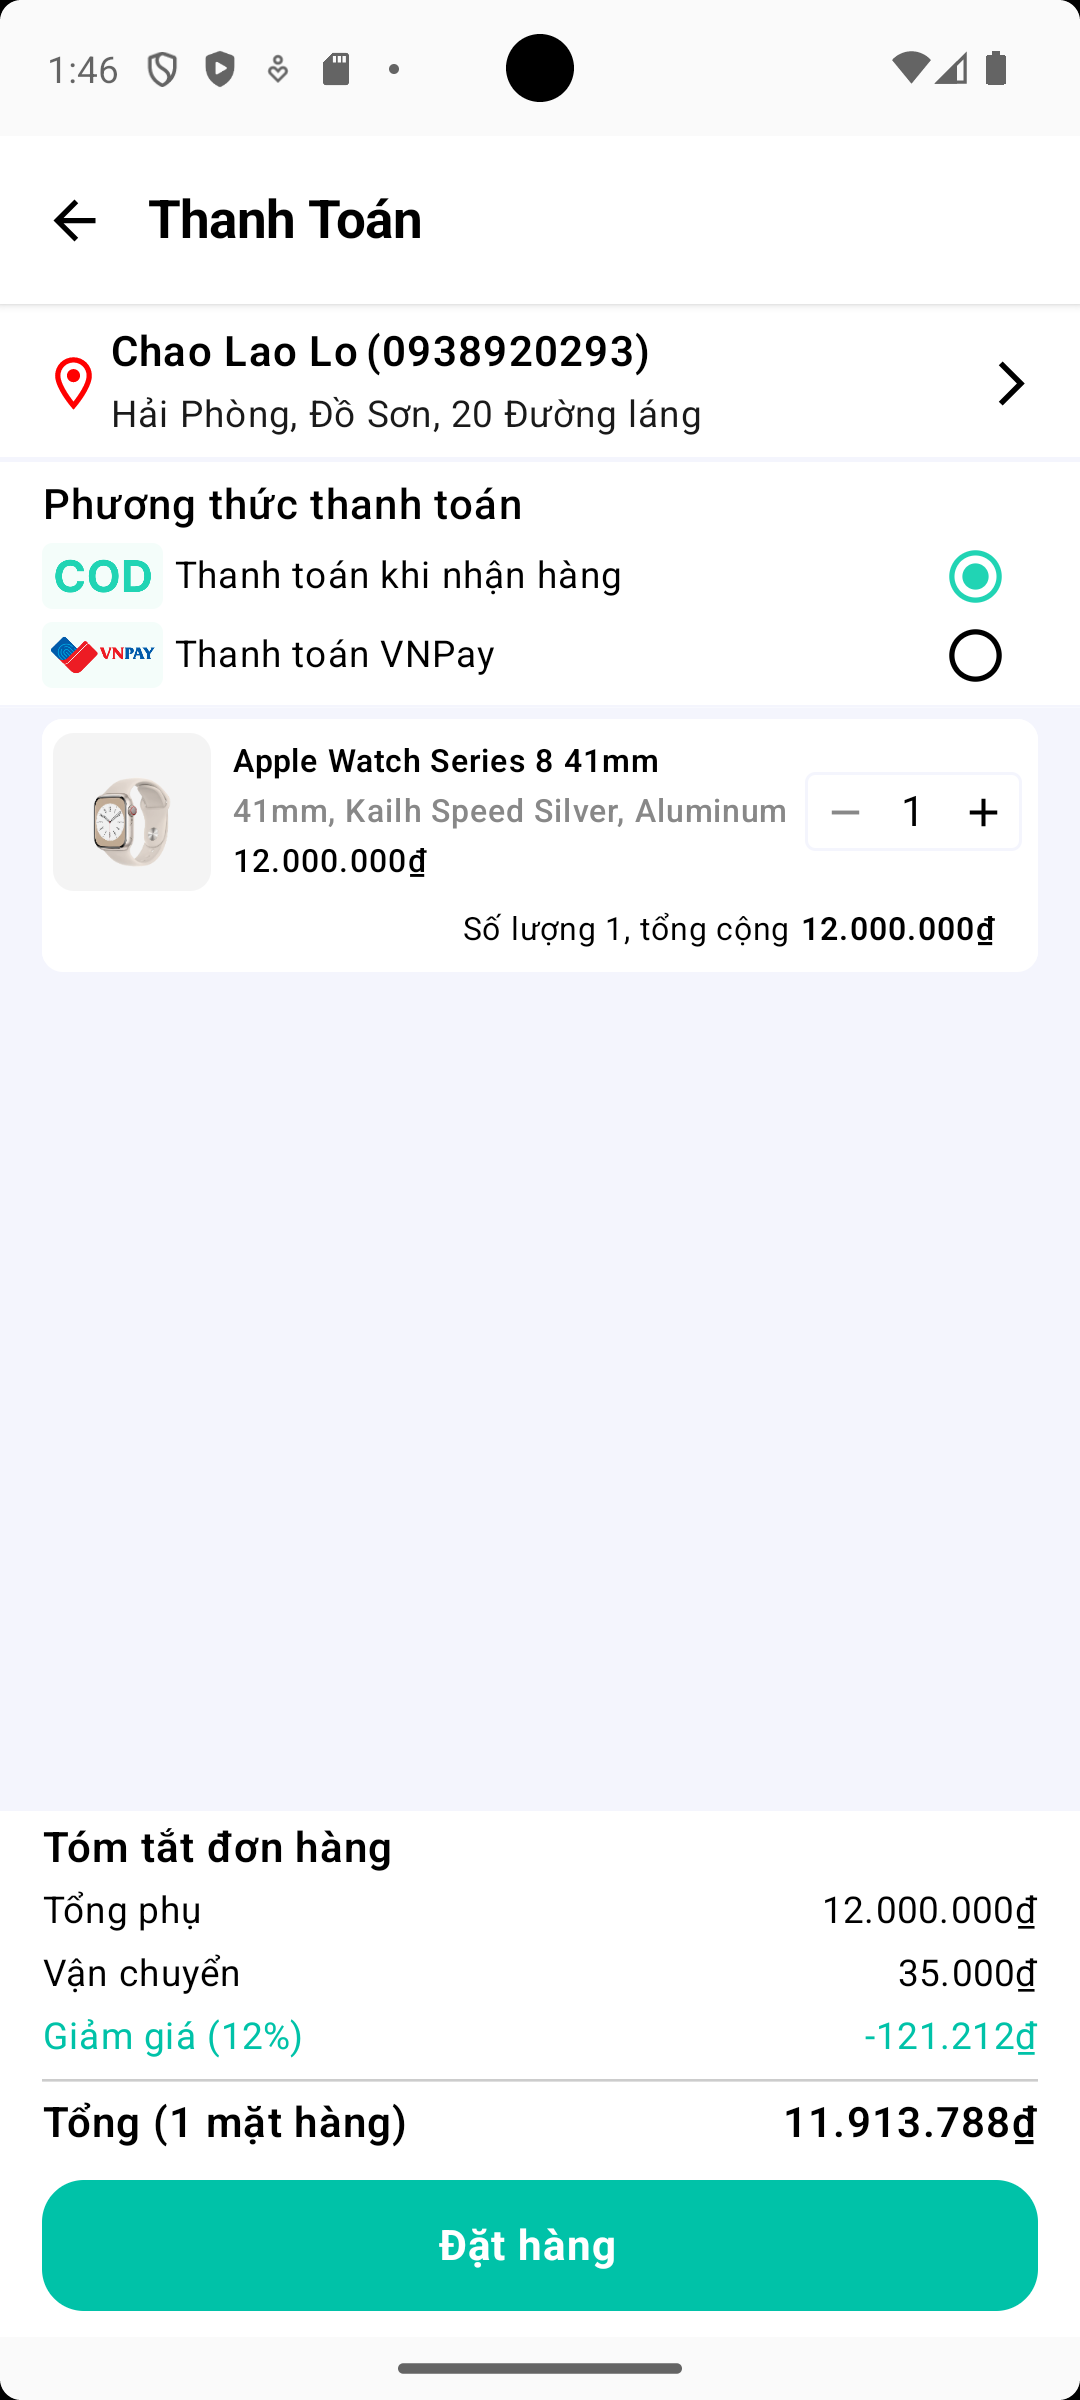 1:46
Thanh Toán
Chao Lao Lo (0938920293)
Hải Phòng, Đồ Sơn, 20 Đường láng
Phương thức thanh toán
COD Thanh toán khi nhận hàng
VNPAY Thanh toán VNPay
Apple Watch Series 8 41mm
41mm, Kailh Speed Silver, Aluminum
1
12.000.000₫
Số lượng 1, tổng cộng 12.000.000₫
Tóm tắt đơn hàng
Tổng phụ 12.000.000₫
Vận chuyển 35.000₫
Giảm giá (12%) -121.212₫
Tổng (1 mặt hàng) 11.913.788₫
Đặt hàng